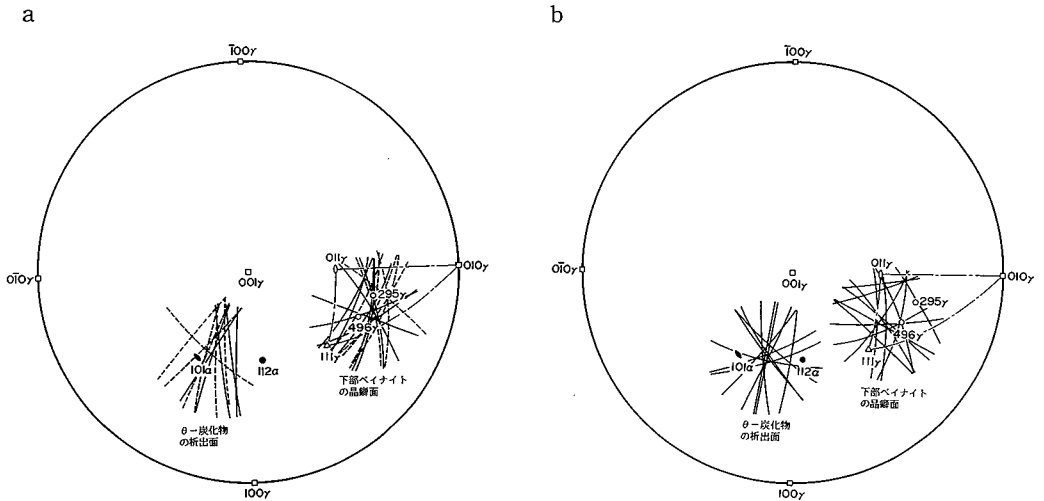 a
b
1̄00γ
011γ
010γ
01̄0γ
001γ
295γ
496γ
111γ
101α
112α
下部ベイナイト
の晶癖面
θ-炭化物
の析出面
100γ
1̄00γ
011γ
010γ
01̄0γ
001γ
295γ
496γ
111γ
101α
112α
下部ベイナイト
の晶癖面
θ-炭化物
の析出面
100γ